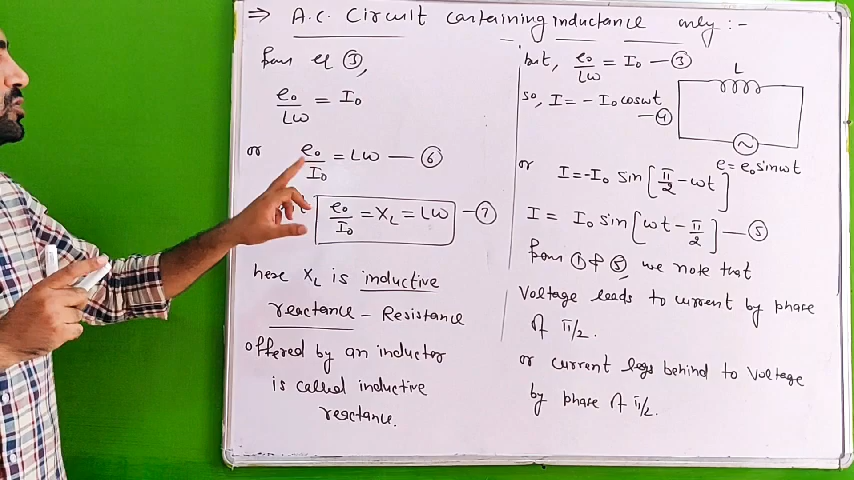 ⇒ A.C. Circuit containing inductance only :-
from eq ③,
e₀/Lω = I₀
or e₀/I₀ = Lω — ⑥
e₀/I₀ = X_L = Lω — ⑦
here X_L is inductive
reactance - Resistance
offered by an inductor
is called inductive
reactance.
but, e₀/Lω = I₀ — ③
so, I = - I₀ cosωt
— ④
or I = -I₀ sin[π/2 - ωt]
I = I₀ sin[ωt - π/2] — ⑤
from ① & ⑤, we note that
Voltage leads to current by phase
of π/2.
or current legs behind to voltage
by phase of π/2.
L
~
e = e₀ sinωt